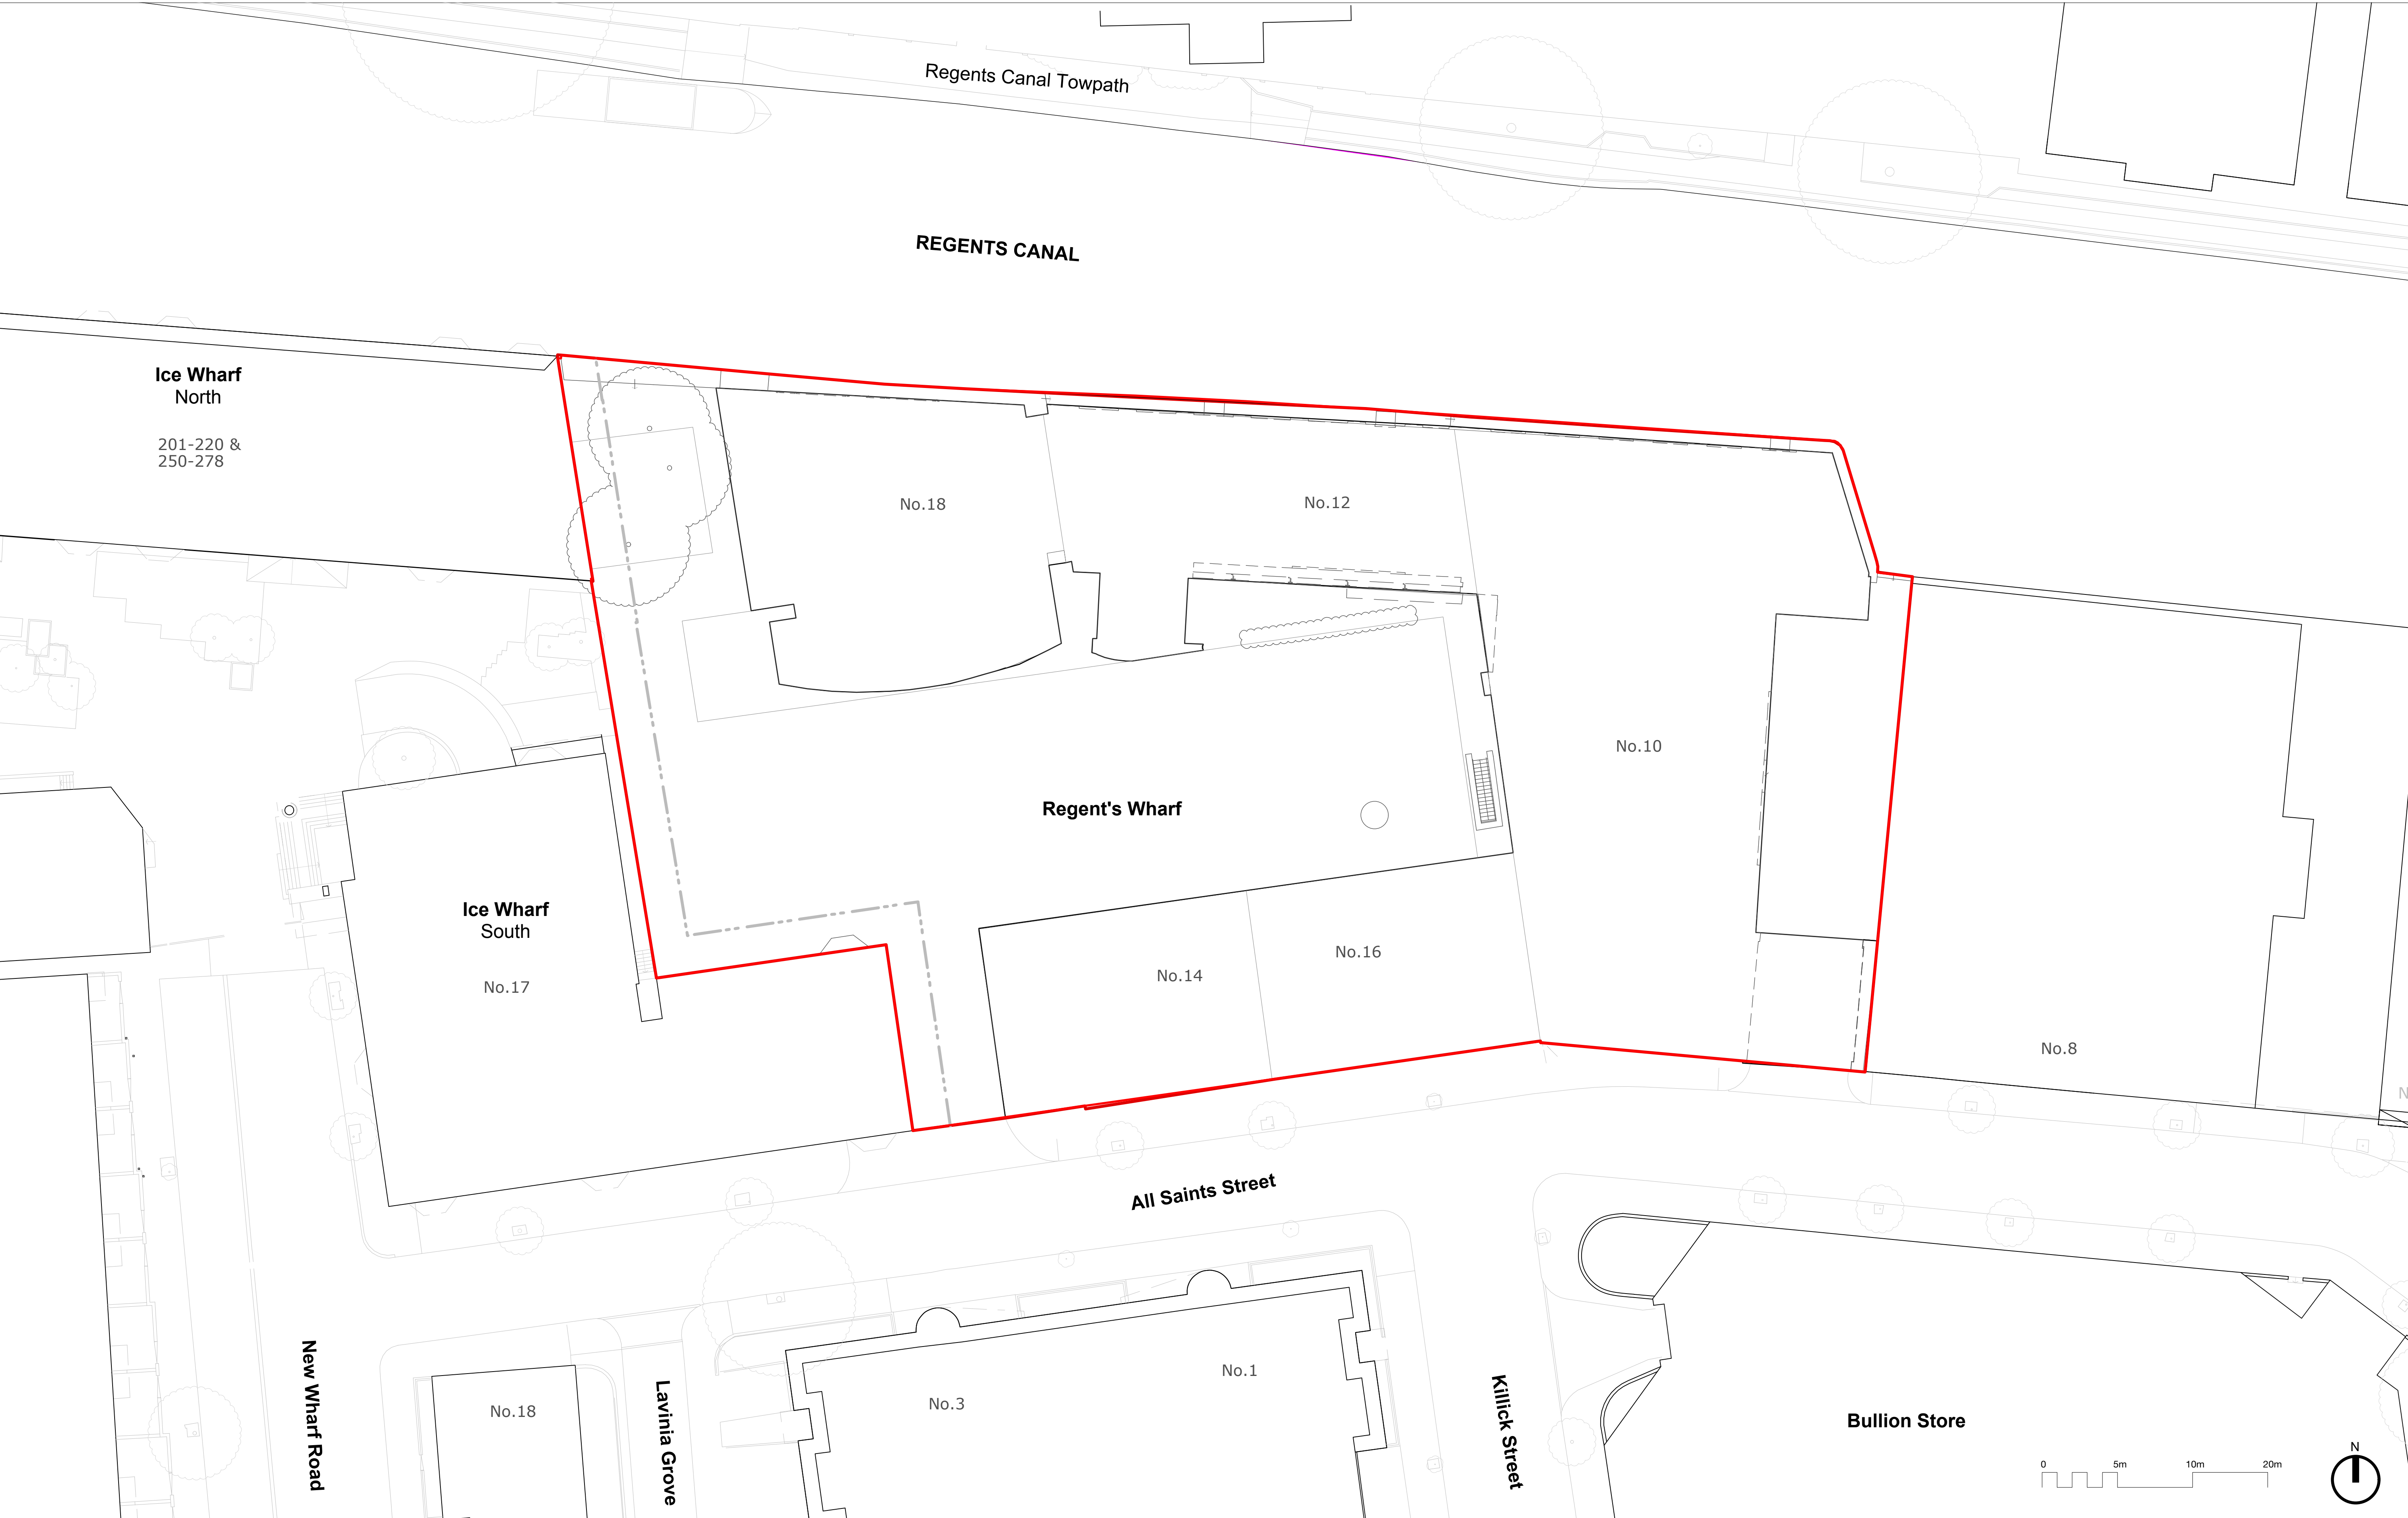 Regents Canal Towpath
REGENTS CANAL
Ice Wharf
North
201-220 &
250-278
No.18
No.12
No.10
Regent's Wharf
Ice Wharf
South
No.17
No.14
No.16
No.8
All Saints Street
New Wharf Road
No.18
Lavinia Grove
No.3
No.1
Killick Street
Bullion Store
0 5m 10m 20m
N